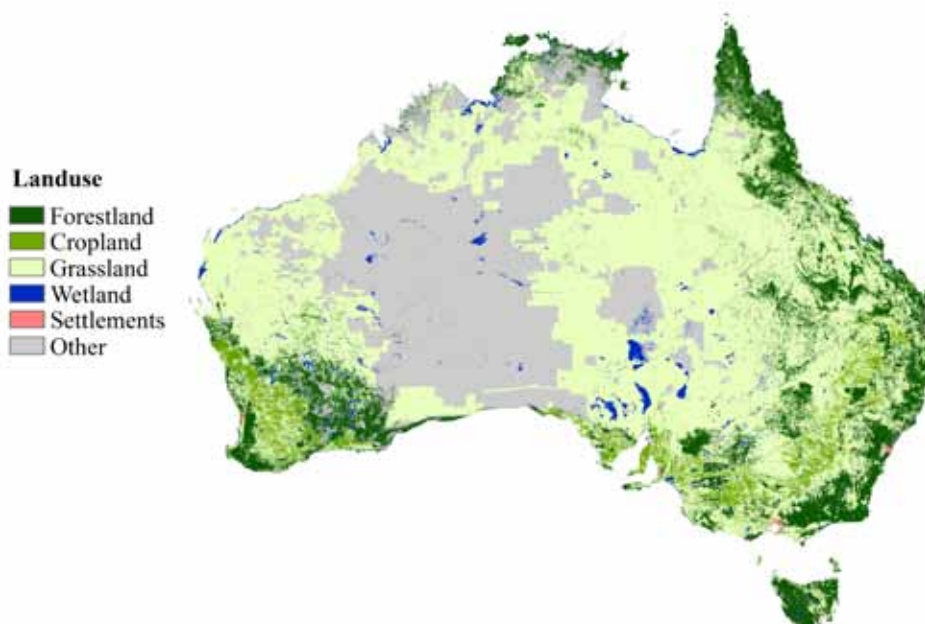 Landuse
Forestland
Cropland
Grassland
Wetland
Settlements
Other